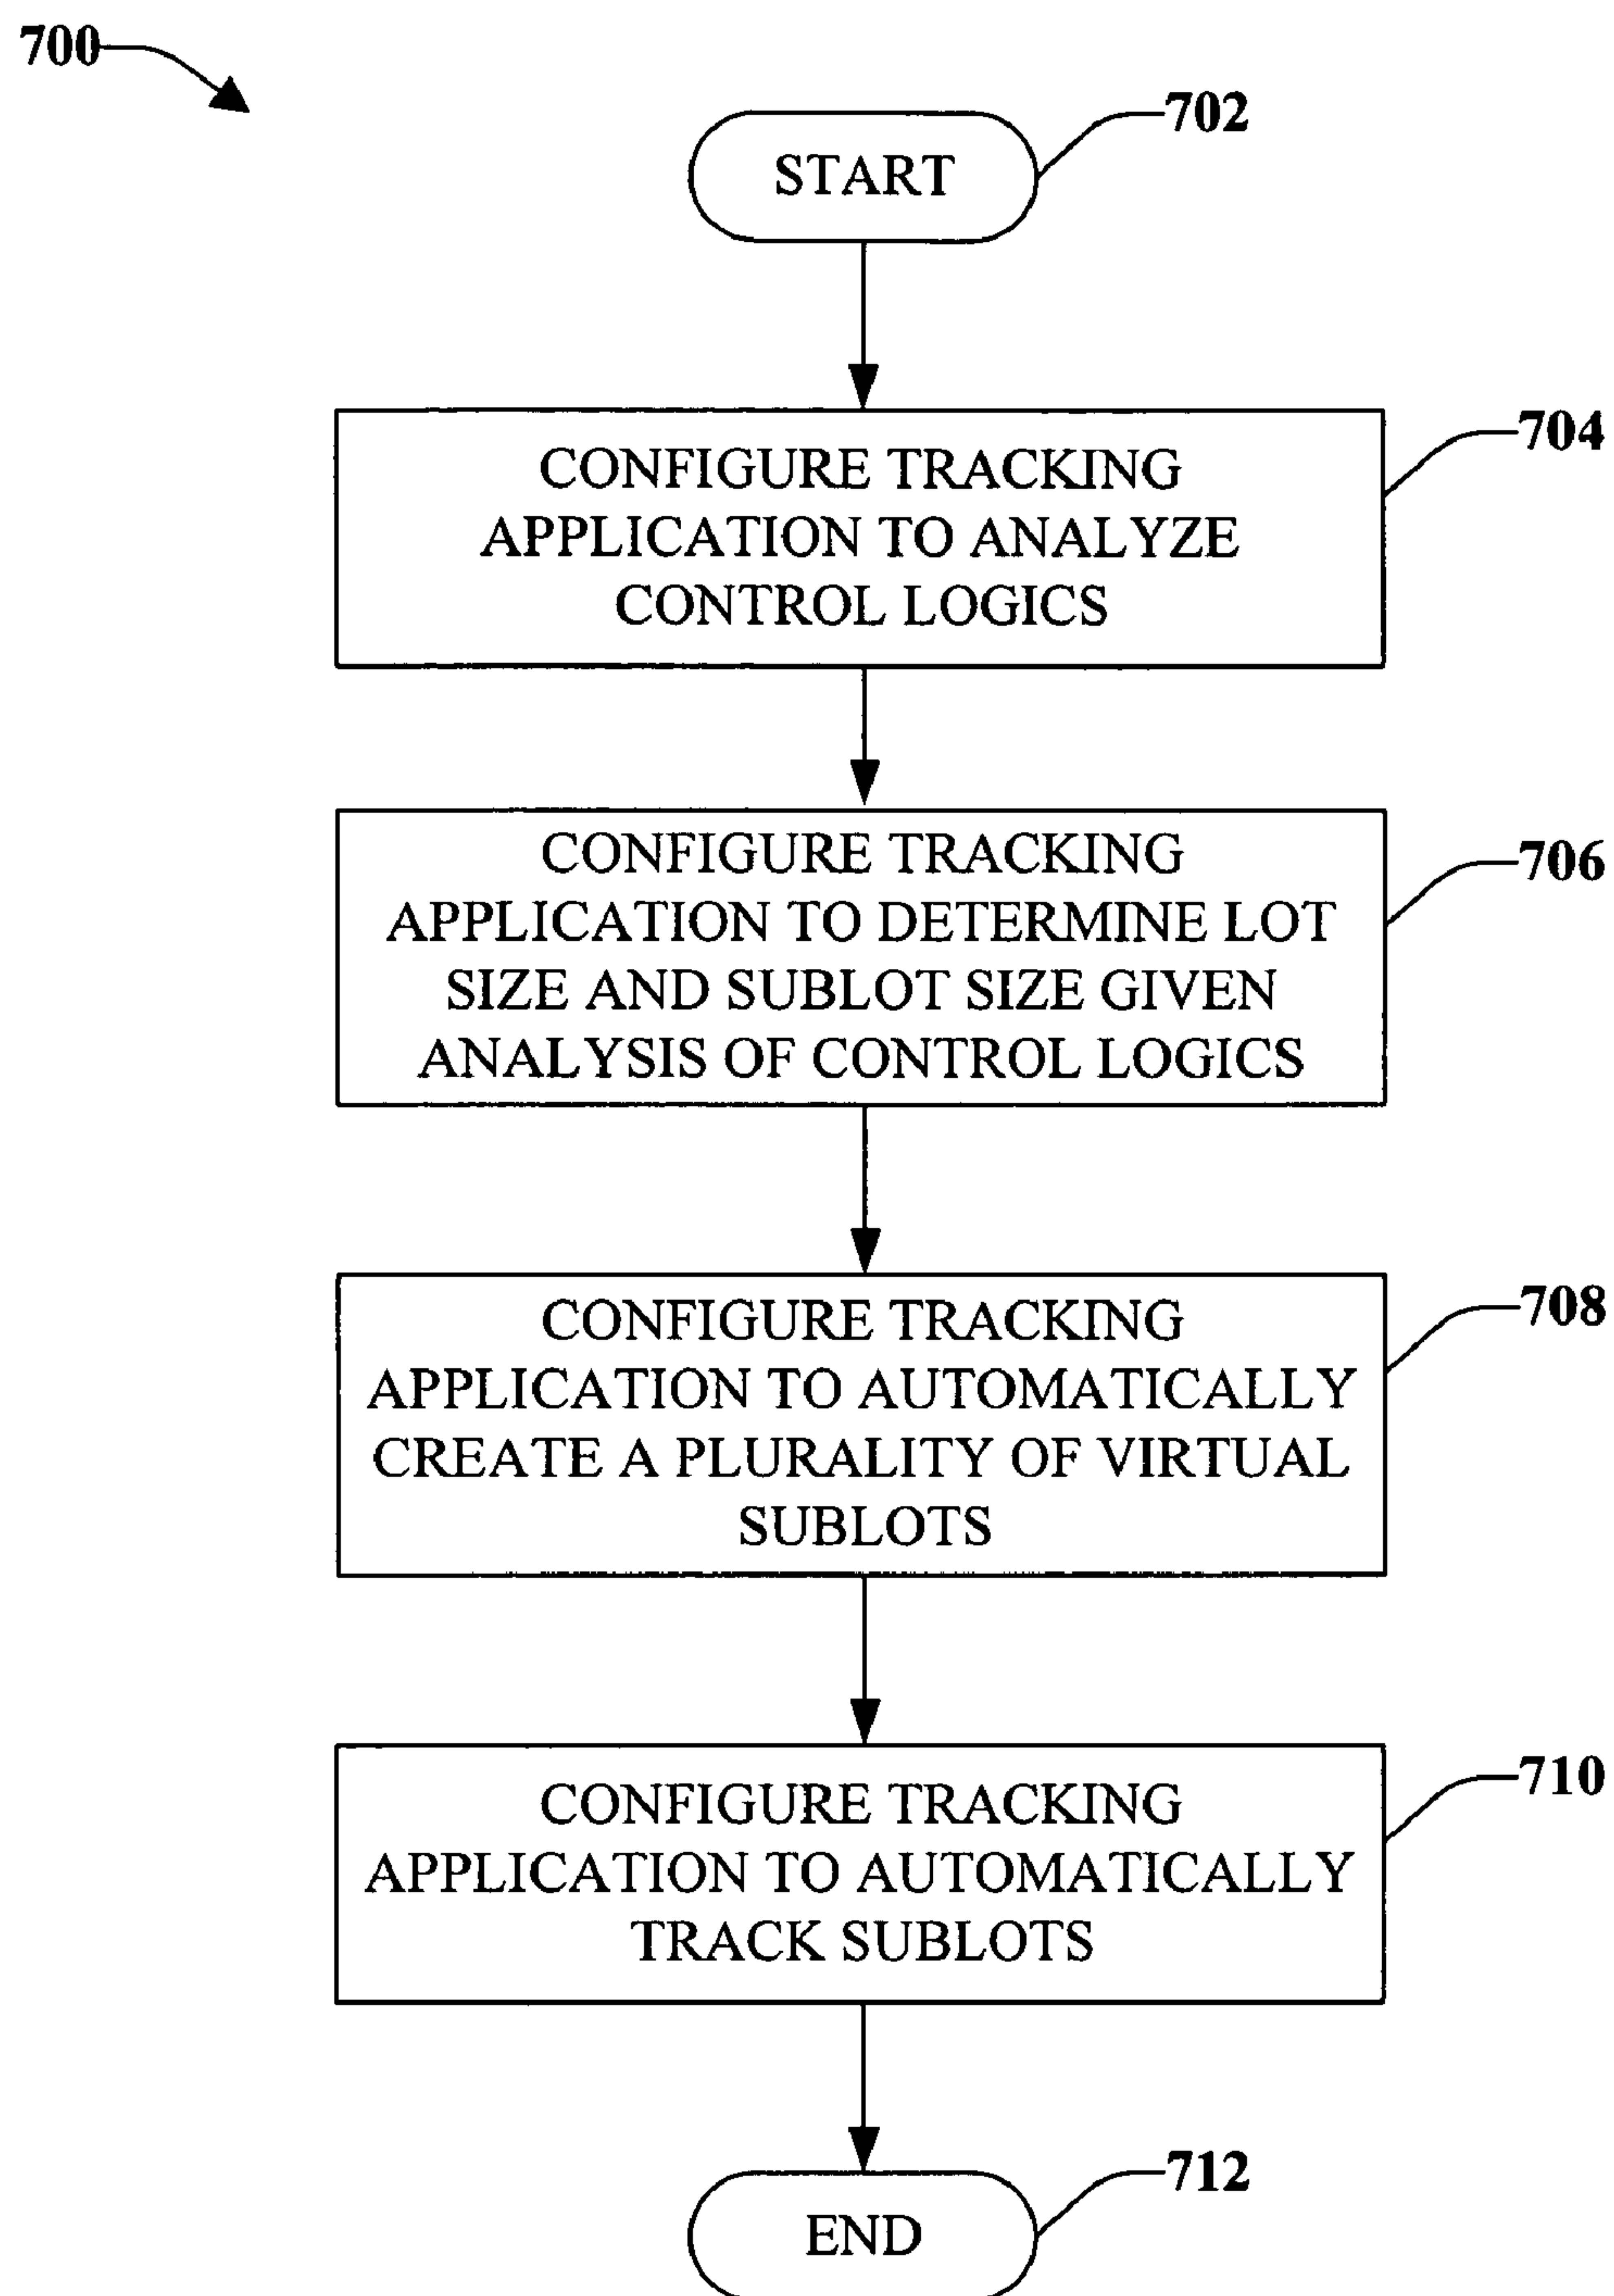 700
702
START
704
CONFIGURE TRACKING
APPLICATION TO ANALYZE
CONTROL LOGICS
706
CONFIGURE TRACKING
APPLICATION TO DETERMINE LOT
SIZE AND SUBLOT SIZE GIVEN
ANALYSIS OF CONTROL LOGICS
708
CONFIGURE TRACKING
APPLICATION TO AUTOMATICALLY
CREATE A PLURALITY OF VIRTUAL
SUBLOTS
710
CONFIGURE TRACKING
APPLICATION TO AUTOMATICALLY
TRACK SUBLOTS
712
END